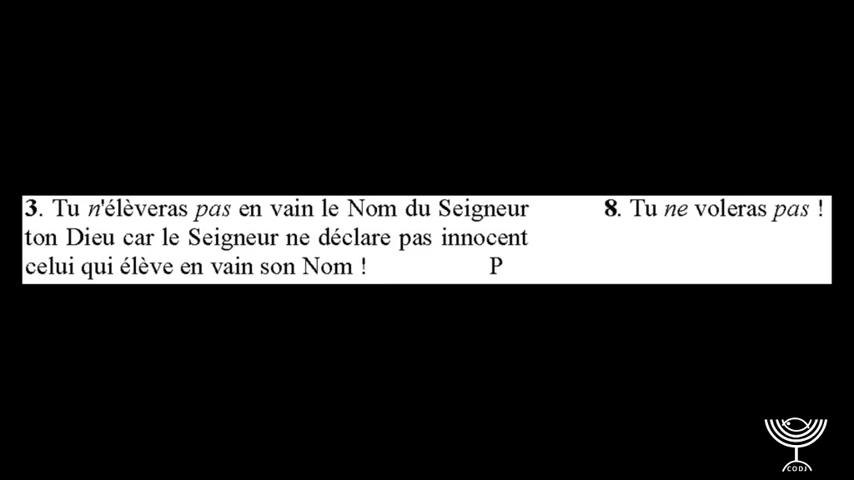 3. Tu n'élèveras pas en vain le Nom du Seigneur
ton Dieu car le Seigneur ne déclare pas innocent
celui qui élève en vain son Nom ! P
8. Tu ne voleras pas !
CODJ